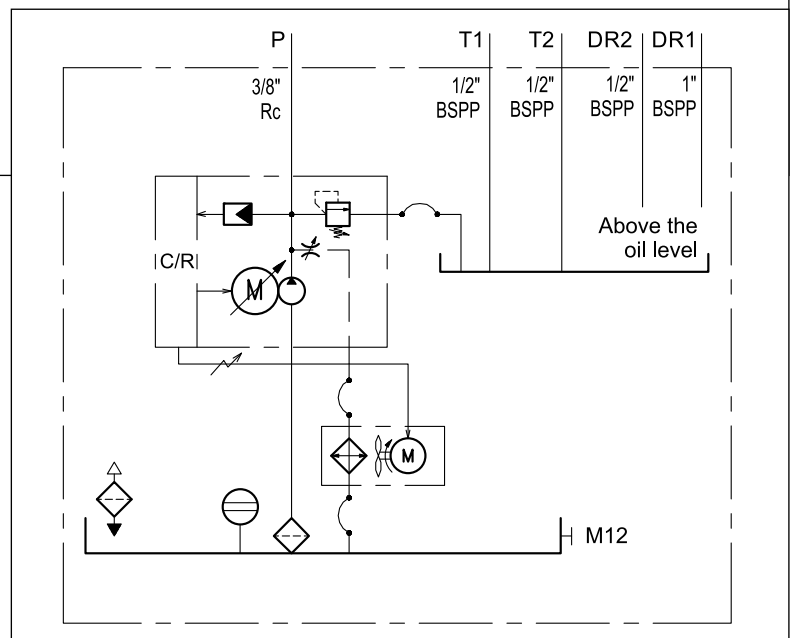 P T1 T2 DR2 DR1
3/8" 1/2" 1/2" 1/2" 1"
Rc BSPP BSPP BSPP BSPP
Above the
oil level
C/R
M
M
M12